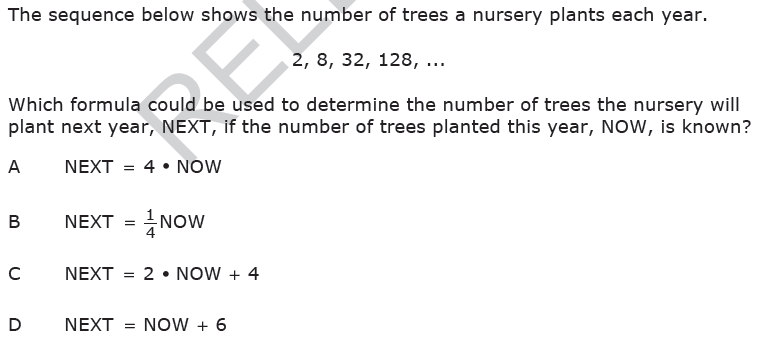 The sequence below shows the number of trees a nursery plants each year.
2, 8, 32, 128, ...
Which formula could be used to determine the number of trees the nursery will
plant next year, NEXT, if the number of trees planted this year, NOW, is known?
A NEXT = 4 • NOW
B NEXT = 1/4 NOW
C NEXT = 2 • NOW + 4
D NEXT = NOW + 6